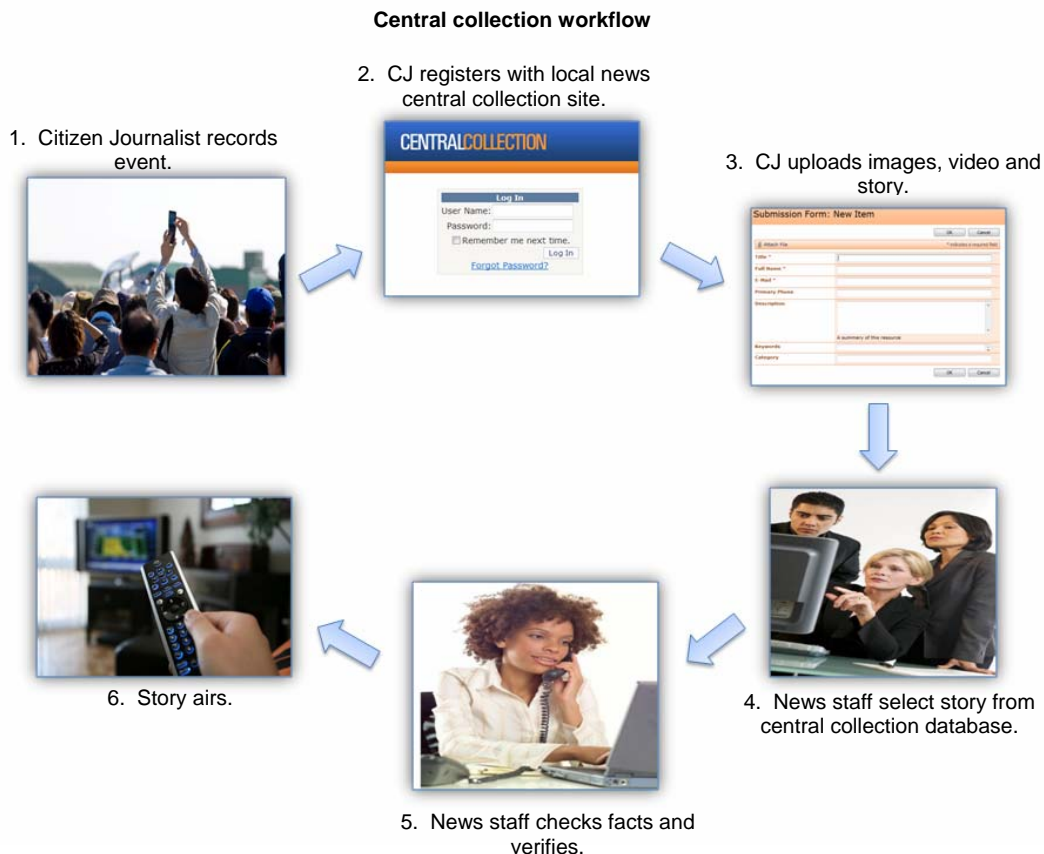 Central collection workflow
2. CJ registers with local news
central collection site.
1. Citizen Journalist records
event.
CENTRALCOLLECTION
Log In
User Name:
Password:
Remember me next time.
Log In
Forgot Password?
3. CJ uploads images, video and
story.
Submission Form: New Item
OK Cancel
Attach File * indicates a required field
Title *
Full Name *
E-Mail *
Primary Phone
Description
A summary of this resource
Keywords
Category
OK Cancel
4. News staff select story from
central collection database.
6. Story airs.
5. News staff checks facts and
verifies.